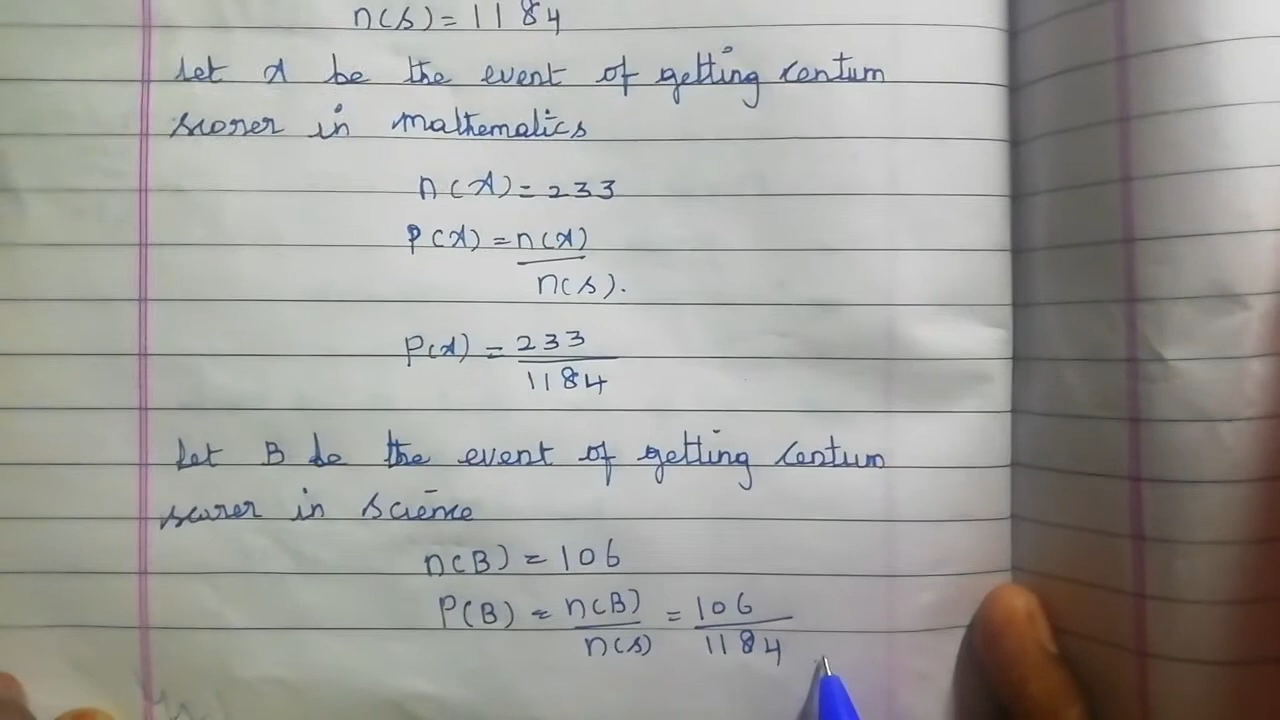 n(s) = 1184
Let A be the event of getting centum
scorer in mathematics
n(A) = 233
P(A) = n(A)
n(s).
P(A) = 233
1184
Let B be the event of getting centum
scorer in science
n(B) = 106
P(B) = n(B) = 106
n(s) 1184